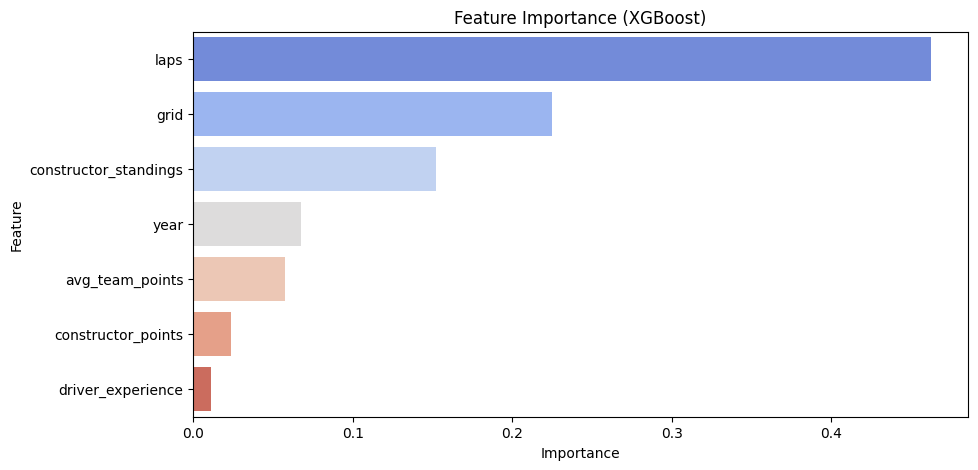 Feature Importance (XGBoost)
laps
grid
constructor_standings
year
avg_team_points
constructor_points
driver_experience
Feature
0.0 0.1 0.2 0.3 0.4
Importance